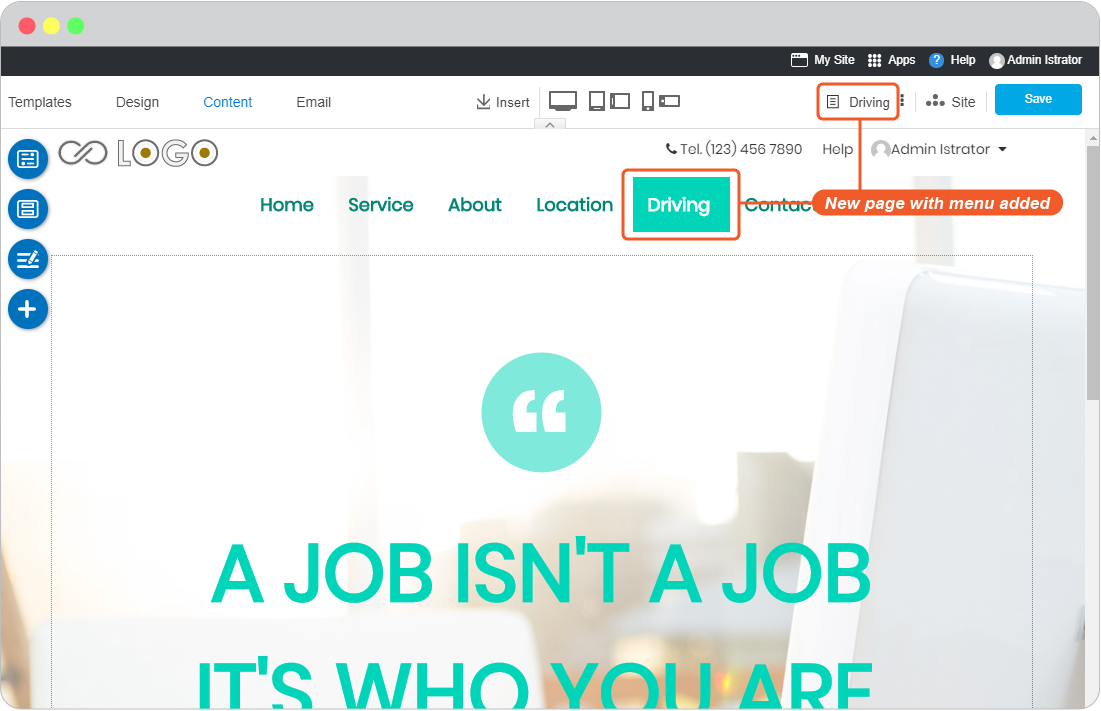 My Site Apps ? Help Admin Istrator
Templates Design Content Email Insert Driving Site Save
LOGO Tel. (123) 456 7890 Help Admin Istrator
Home Service About Location Driving Contac
New page with menu added
“
A JOB ISN'T A JOB
IT'S WHO YOU ARE